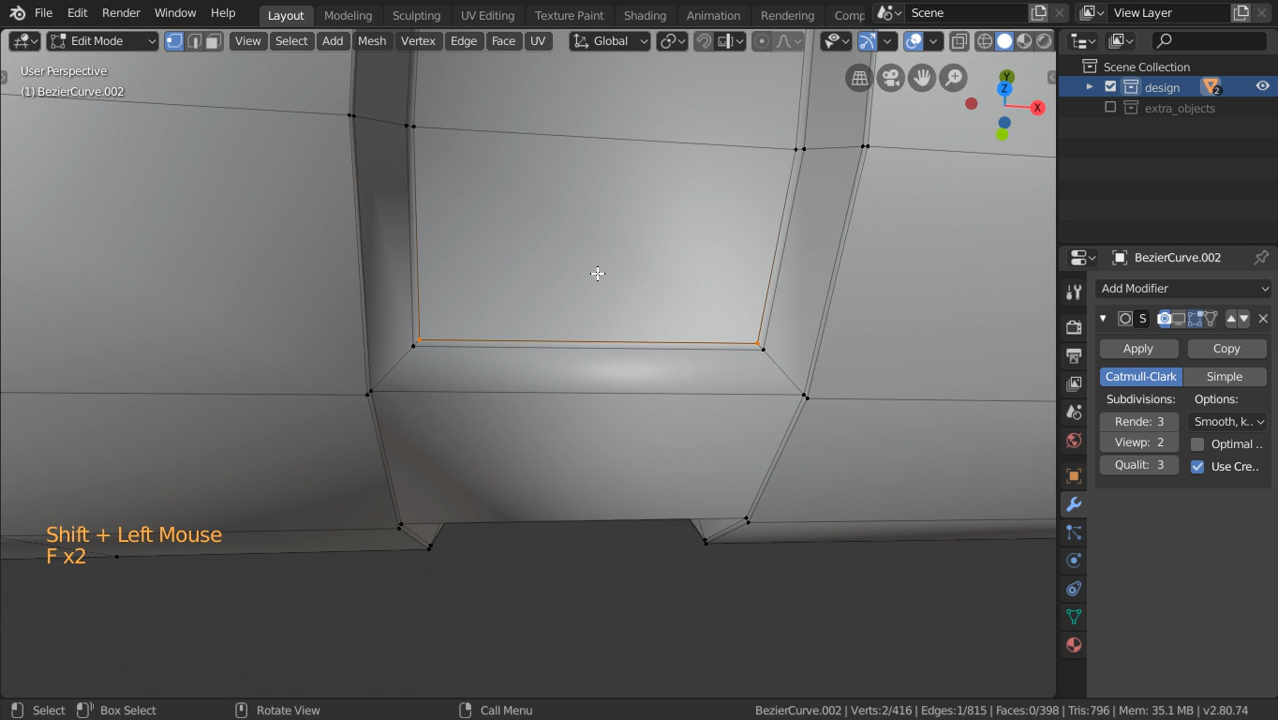 File Edit Render Window Help Layout Modeling Sculpting UV Editing Texture Paint Shading Animation Rendering Comp Scene View Layer
Edit Mode View Select Add Mesh Vertex Edge Face UV Global
User Perspective
(1) BezierCurve.002
Y
Z
X
Scene Collection
design 2
extra_objects
BezierCurve.002
Add Modifier
S
Apply Copy
Catmull-Clark Simple
Subdivisions: Options:
Rende: 3 Smooth, k..
Viewp: 2 Optimal ..
Qualit: 3 Use Cre..
Shift + Left Mouse
F x2
Select Box Select Rotate View Call Menu BezierCurve.002 | Verts:2/416 | Edges:1/815 | Faces:0/398 | Tris:796 | Mem: 35.1 MB | v2.80.74